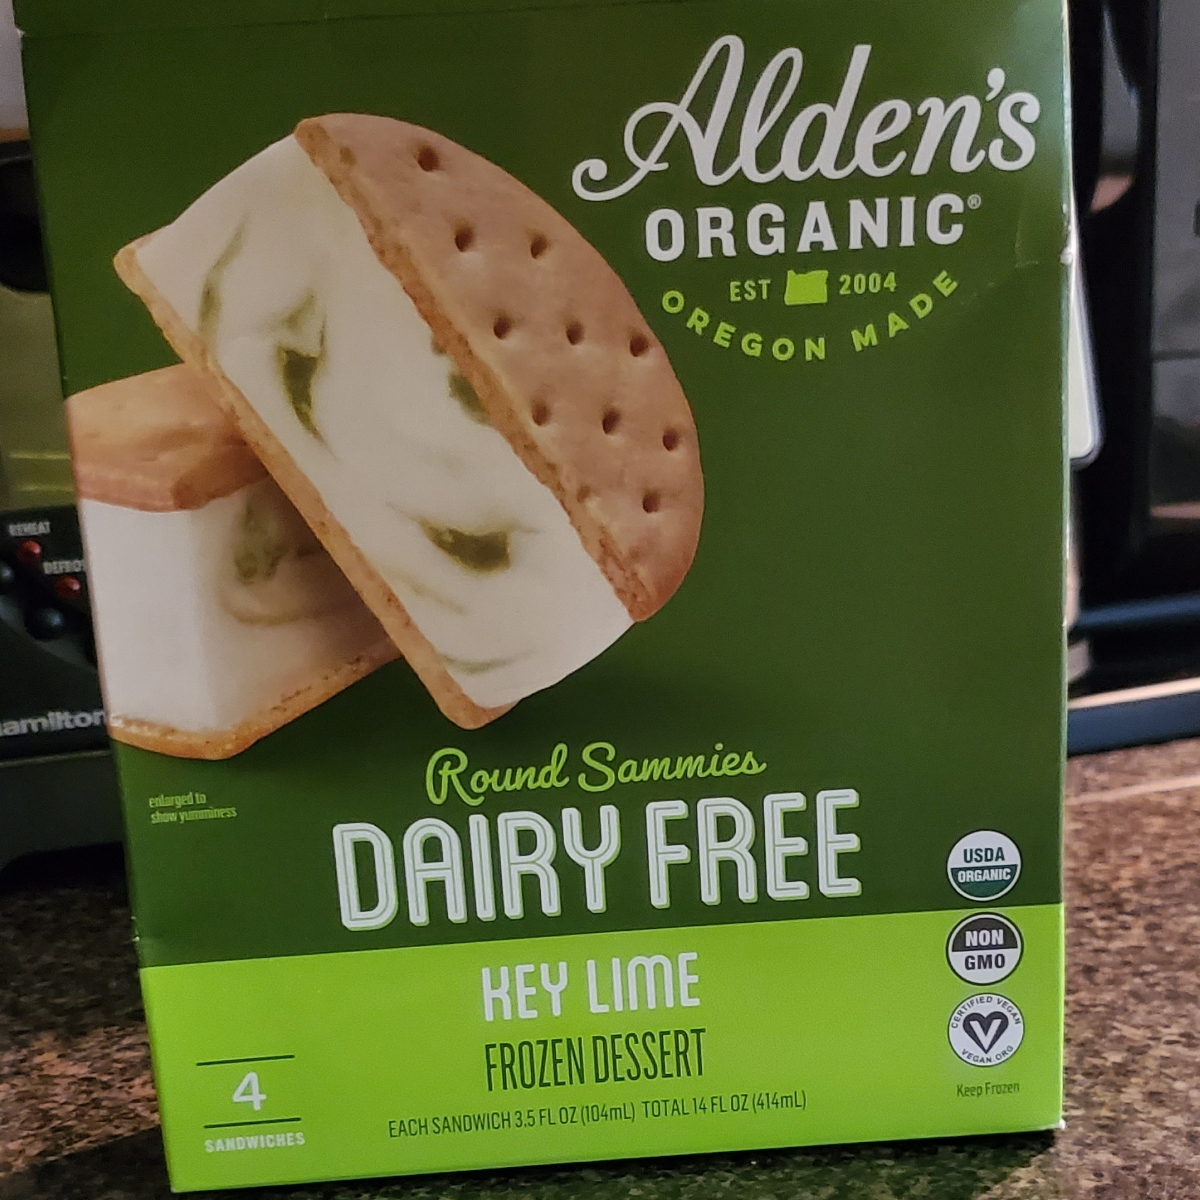 Alden's
ORGANIC®
EST 2004
OREGON MADE
REHEAT
DEFRO
amilton
Round Sammies
enlarged to
show yumminess
DAIRY FREE
USDA
ORGANIC
KEY LIME
NON
GMO
FROZEN DESSERT
CERTIFIED VEGAN
VEGAN.ORG
4
SANDWICHES
Keep Frozen
EACH SANDWICH 3.5 FL OZ (104mL) TOTAL 14 FL OZ (414mL)